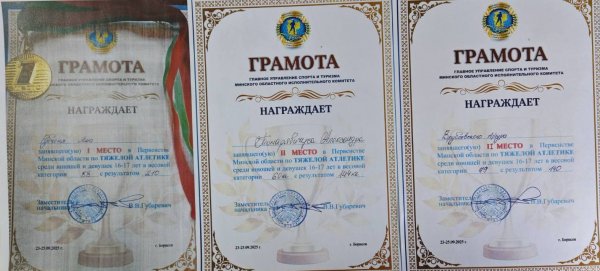 ГРАМОТА
ГЛАВНОЕ УПРАВЛЕНИЕ СПОРТА И ТУРИЗМА
МИНСКОГО ОБЛАСТНОГО ИСПОЛНИТЕЛЬНОГО КОМИТЕТА
НАГРАЖДАЕТ
занявшего(ую) I МЕСТО в Первенстве
Минской области по ТЯЖЕЛОЙ АТЛЕТИКЕ
среди юношей и девушек 16-17 лет в весовой
категории с результатом 210
Заместитель
начальника П.В.Губаревич
23-25.09.2025 г. г. Борисов
ГРАМОТА
ГЛАВНОЕ УПРАВЛЕНИЕ СПОРТА И ТУРИЗМА
МИНСКОГО ОБЛАСТНОГО ИСПОЛНИТЕЛЬНОГО КОМИТЕТА
НАГРАЖДАЕТ
занявшего(ую) II МЕСТО в Первенстве
Минской области по ТЯЖЕЛОЙ АТЛЕТИКЕ
среди юношей и девушек 16-17 лет в весовой
категории с результатом
Заместитель
начальника П.В.Губаревич
23-25.09.2025 г. г. Борисов
ГРАМОТА
ГЛАВНОЕ УПРАВЛЕНИЕ СПОРТА И ТУРИЗМА
МИНСКОГО ОБЛАСТНОГО ИСПОЛНИТЕЛЬНОГО КОМИТЕТА
НАГРАЖДАЕТ
занявшего(ую) II МЕСТО в Первенстве
Минской области по ТЯЖЕЛОЙ АТЛЕТИКЕ
среди юношей и девушек 16-17 лет в весовой
категории с результатом 190
Заместитель
начальника П.В.Губаревич
23-25.09.2025 г. г. Борисов